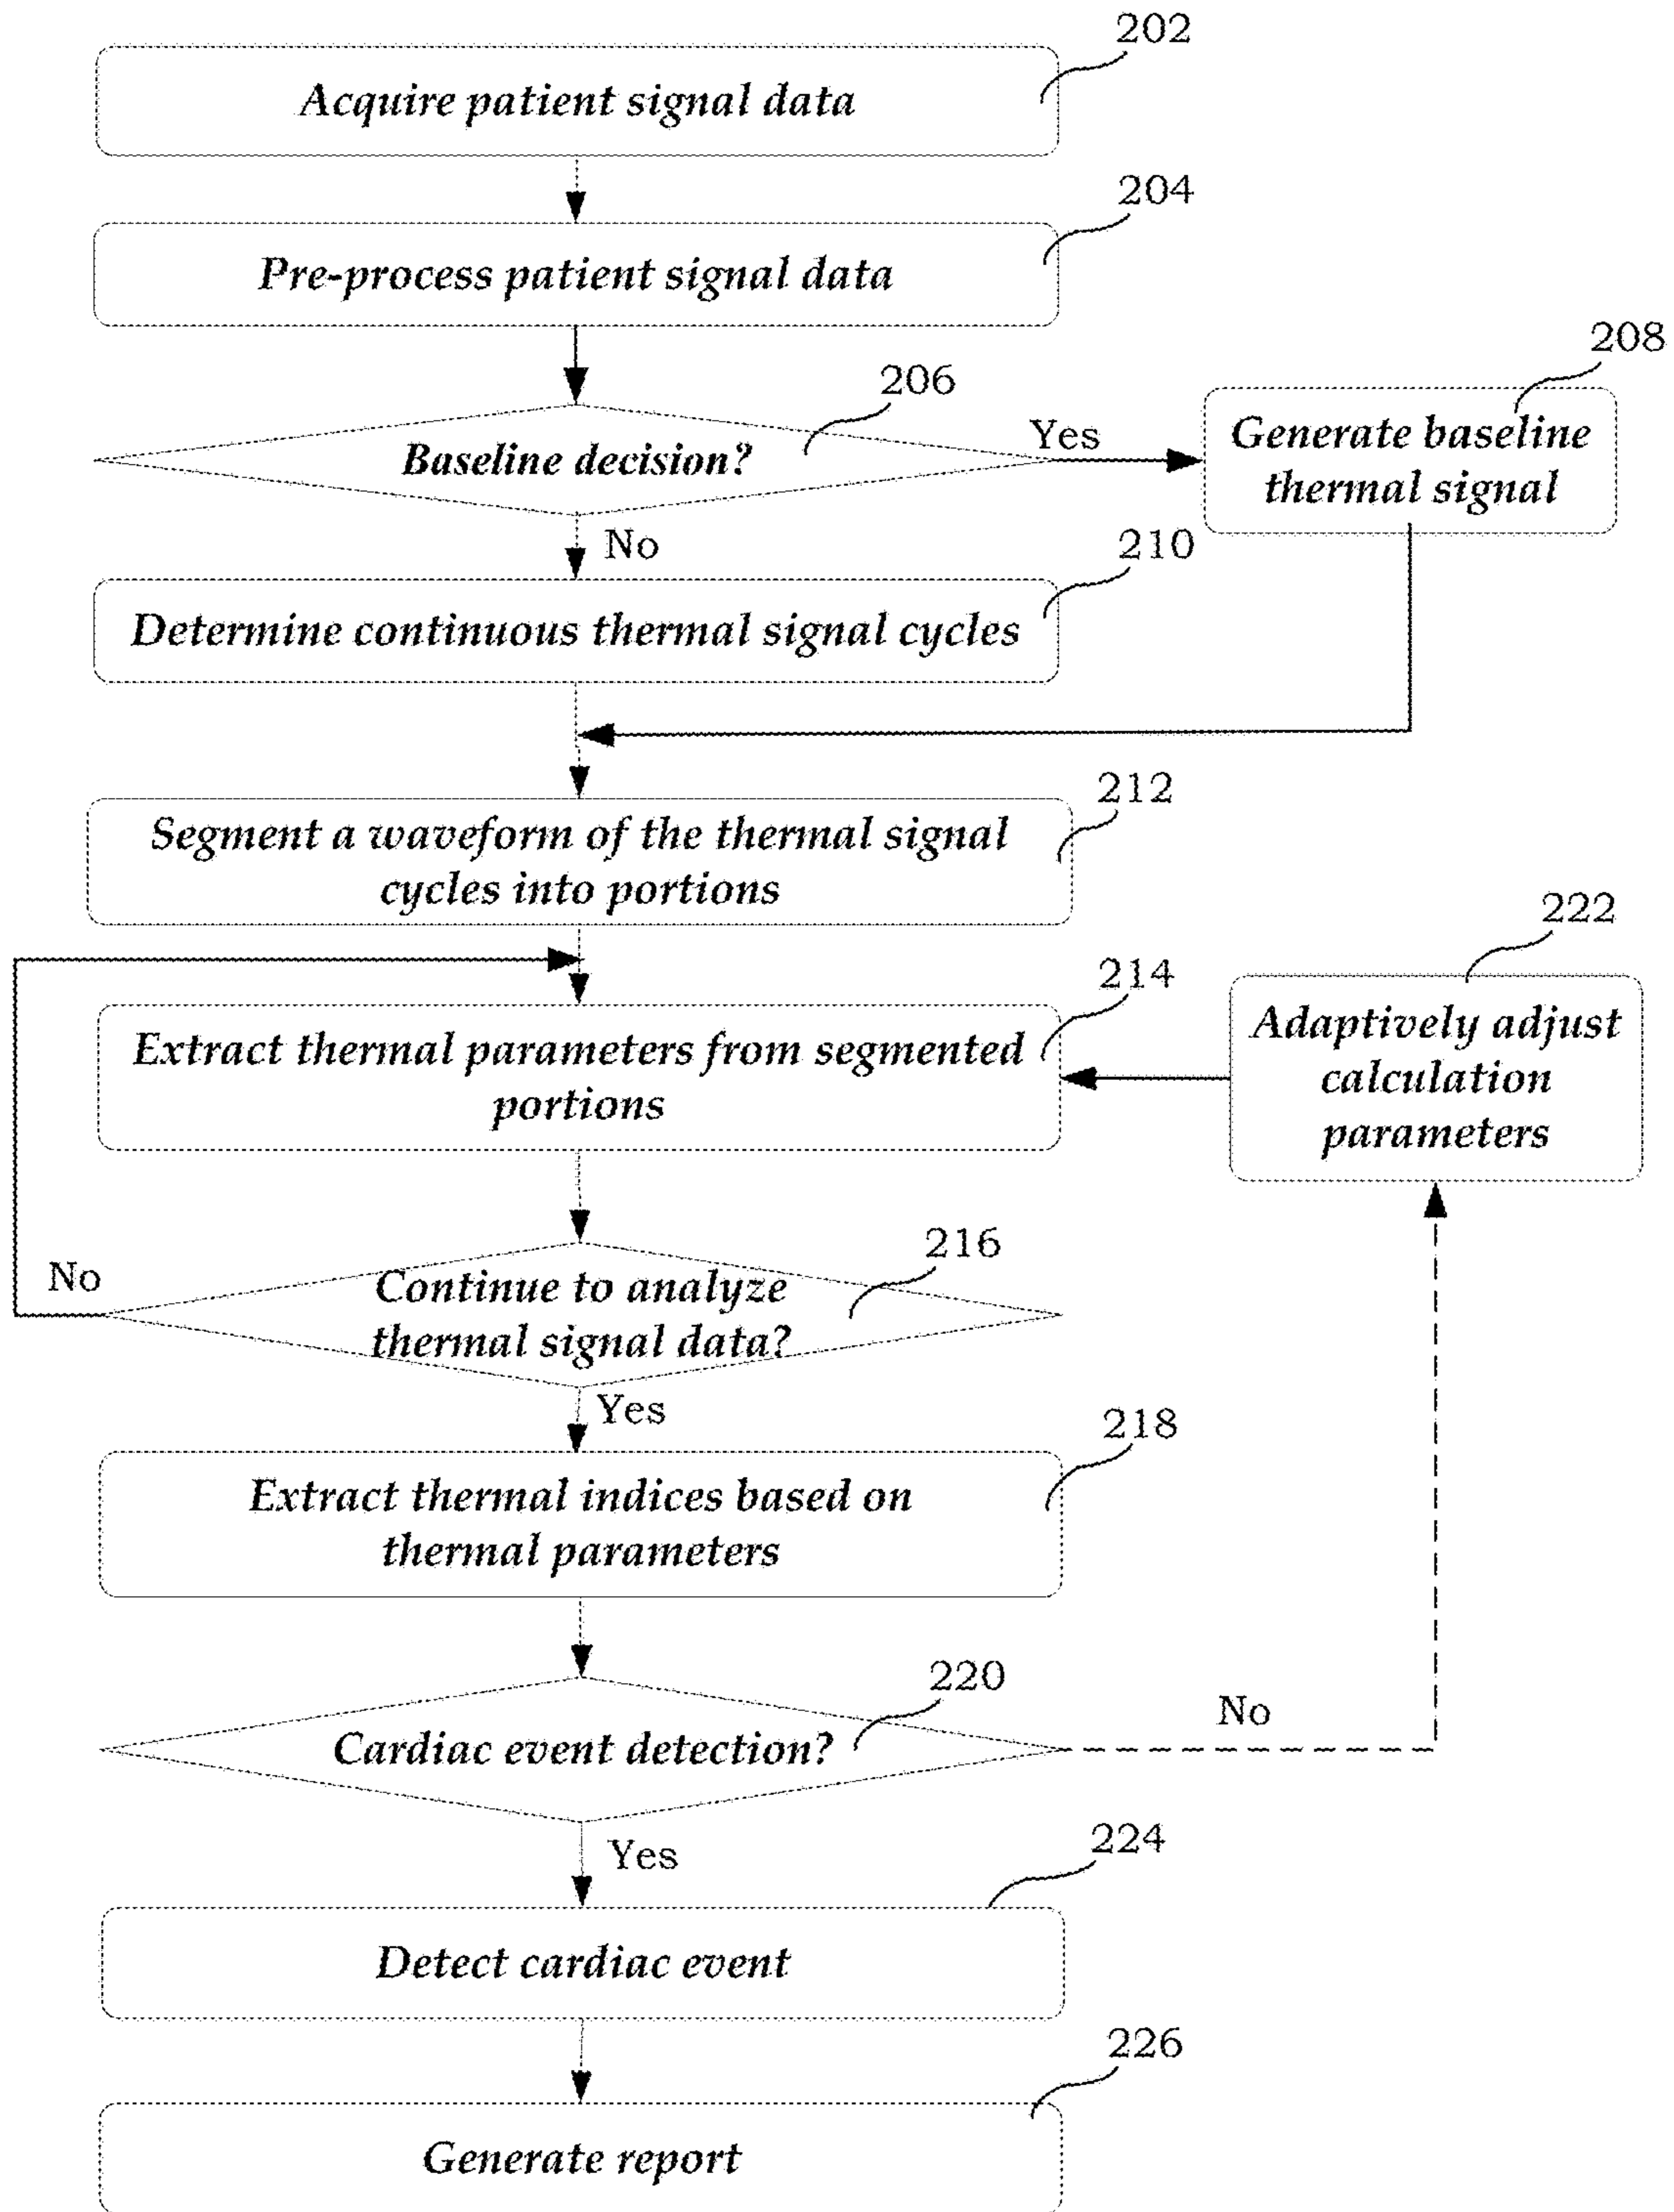 202
Acquire patient signal data
204
Pre-process patient signal data
206
Baseline decision?
Yes
208
Generate baseline
thermal signal
No
210
Determine continuous thermal signal cycles
212
Segment a waveform of the thermal signal
cycles into portions
214
Extract thermal parameters from segmented
portions
222
Adaptively adjust
calculation
parameters
216
Continue to analyze
thermal signal data?
No
Yes
218
Extract thermal indices based on
thermal parameters
220
Cardiac event detection?
No
Yes
224
Detect cardiac event
226
Generate report